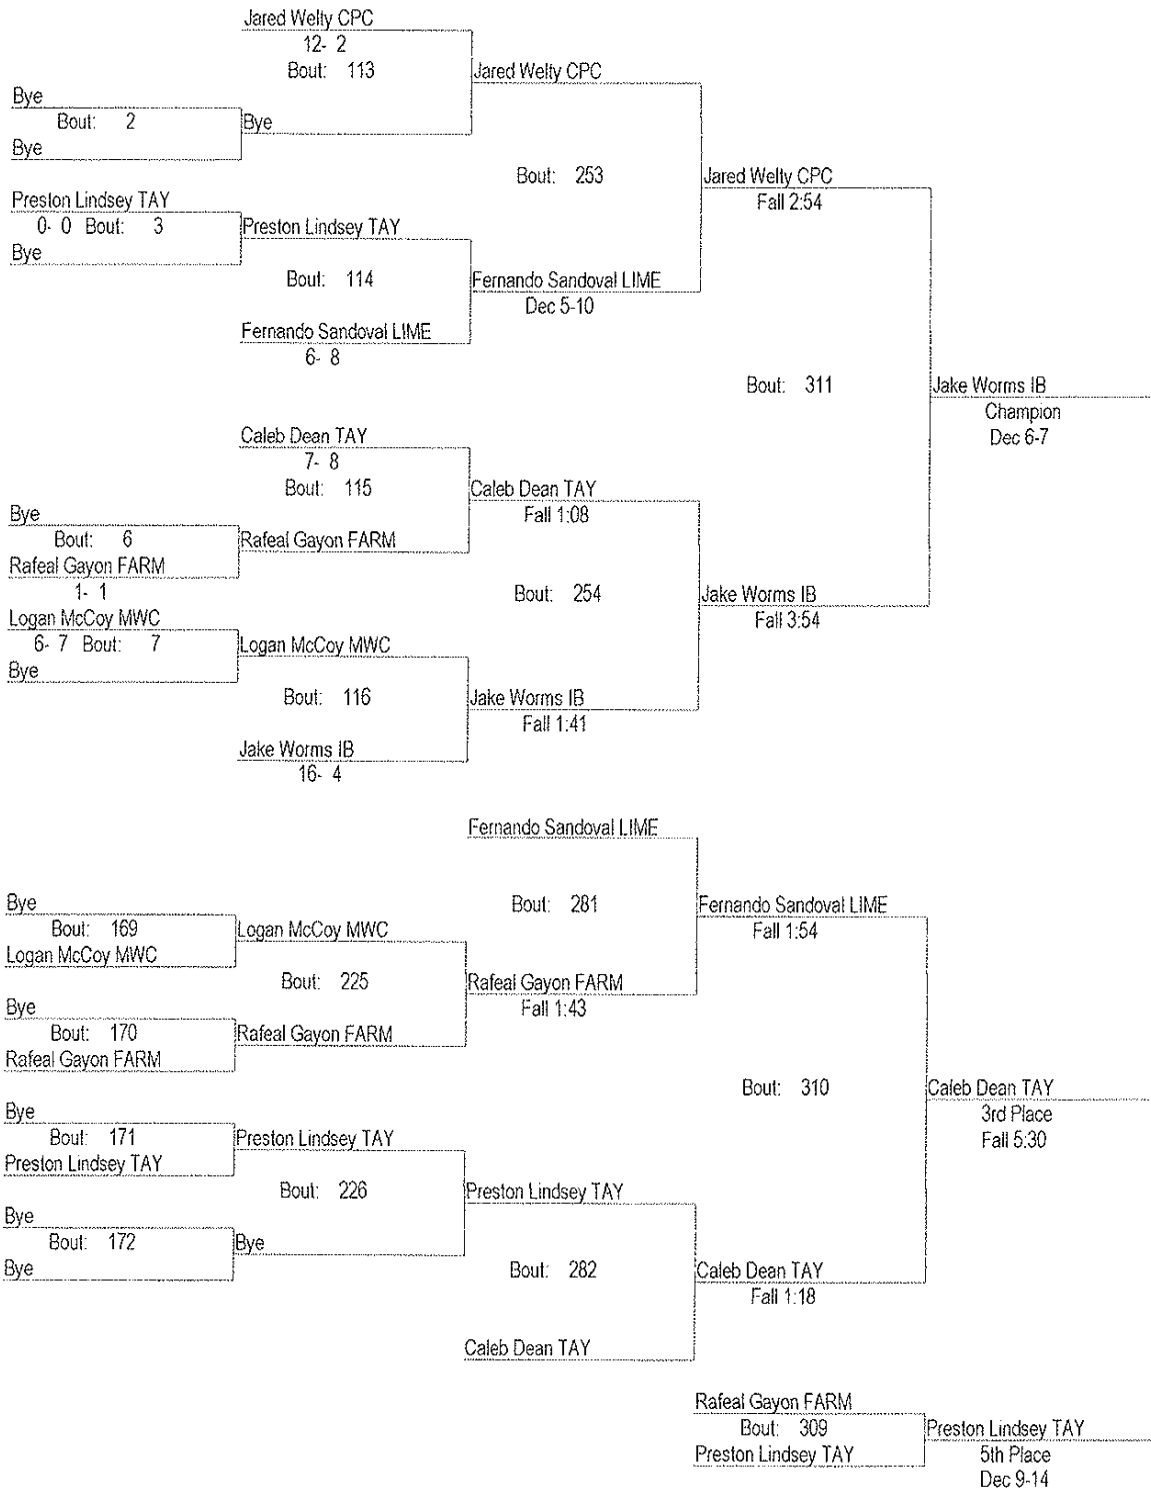 Jared Welty CPC
12- 2
Bout: 113
Jared Welty CPC
Bye
Bout: 2
Bye
Bye
Bout: 253
Jared Welty CPC
Fall 2:54
Preston Lindsey TAY
0- 0 Bout: 3
Preston Lindsey TAY
Bye
Bout: 114
Fernando Sandoval LIME
Dec 5-10
Fernando Sandoval LIME
6- 8
Bout: 311
Jake Worms IB
Champion
Dec 6-7
Caleb Dean TAY
7- 8
Bout: 115
Caleb Dean TAY
Fall 1:08
Bye
Bout: 6
Rafeal Gayon FARM
Rafeal Gayon FARM
1- 1
Bout: 254
Jake Worms IB
Fall 3:54
Logan McCoy MWC
6- 7 Bout: 7
Logan McCoy MWC
Bye
Bout: 116
Jake Worms IB
Fall 1:41
Jake Worms IB
16- 4
Fernando Sandoval LIME
Bout: 281
Fernando Sandoval LIME
Fall 1:54
Bye
Bout: 169
Logan McCoy MWC
Logan McCoy MWC
Bout: 225
Rafeal Gayon FARM
Fall 1:43
Bye
Bout: 170
Rafeal Gayon FARM
Rafeal Gayon FARM
Bout: 310
Caleb Dean TAY
3rd Place
Fall 5:30
Bye
Bout: 171
Preston Lindsey TAY
Preston Lindsey TAY
Bout: 226
Preston Lindsey TAY
Bye
Bout: 172
Bye
Bye
Bout: 282
Caleb Dean TAY
Fall 1:18
Caleb Dean TAY
Rafeal Gayon FARM
Bout: 309
Preston Lindsey TAY
Preston Lindsey TAY
5th Place
Dec 9-14